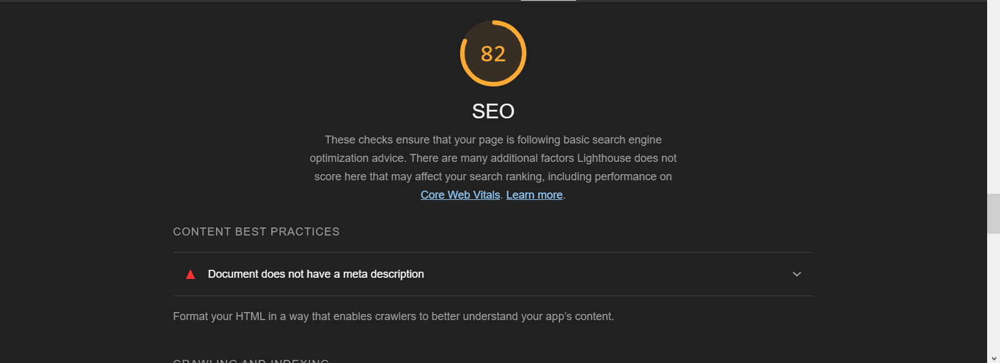 82
SEO
These checks ensure that your page is following basic search engine
optimization advice. There are many additional factors Lighthouse does not
score here that may affect your search ranking, including performance on
Core Web Vitals. Learn more.
CONTENT BEST PRACTICES
Document does not have a meta description
Format your HTML in a way that enables crawlers to better understand your app’s content.
CRAWLING AND INDEXING